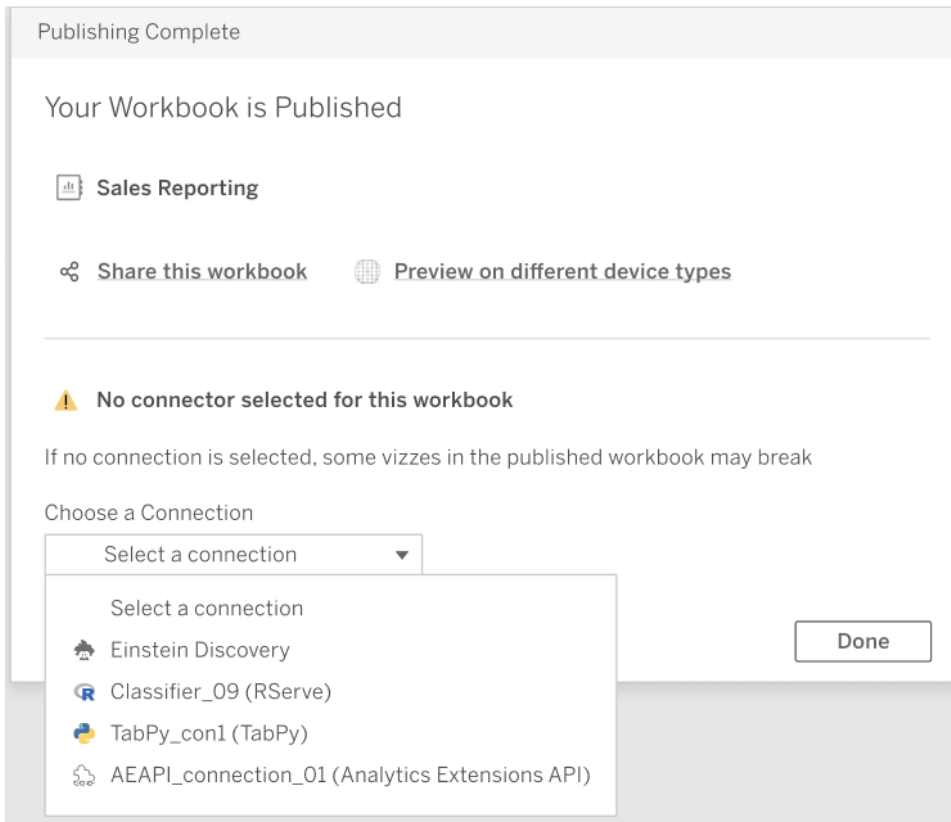 Publishing Complete
Your Workbook is Published
Sales Reporting
Share this workbook Preview on different device types
No connector selected for this workbook
If no connection is selected, some vizzes in the published workbook may break
Choose a Connection
Select a connection
Select a connection
Einstein Discovery
Done
Classifier_09 (RServe)
TabPy_con1 (TabPy)
AEAPI_connection_01 (Analytics Extensions API)